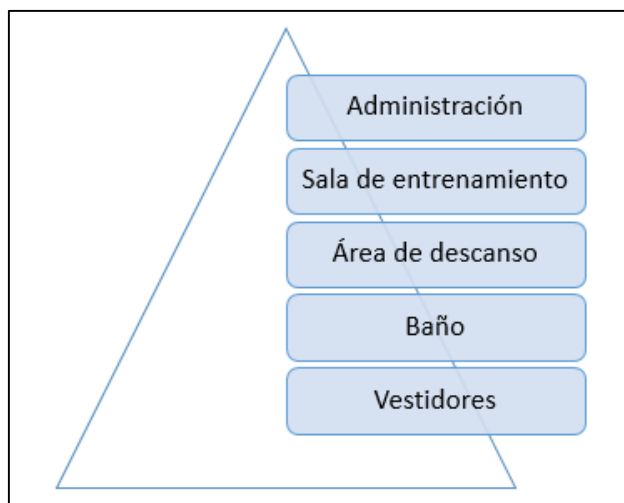 Administración
Sala de entrenamiento
Área de descanso
Baño
Vestidores